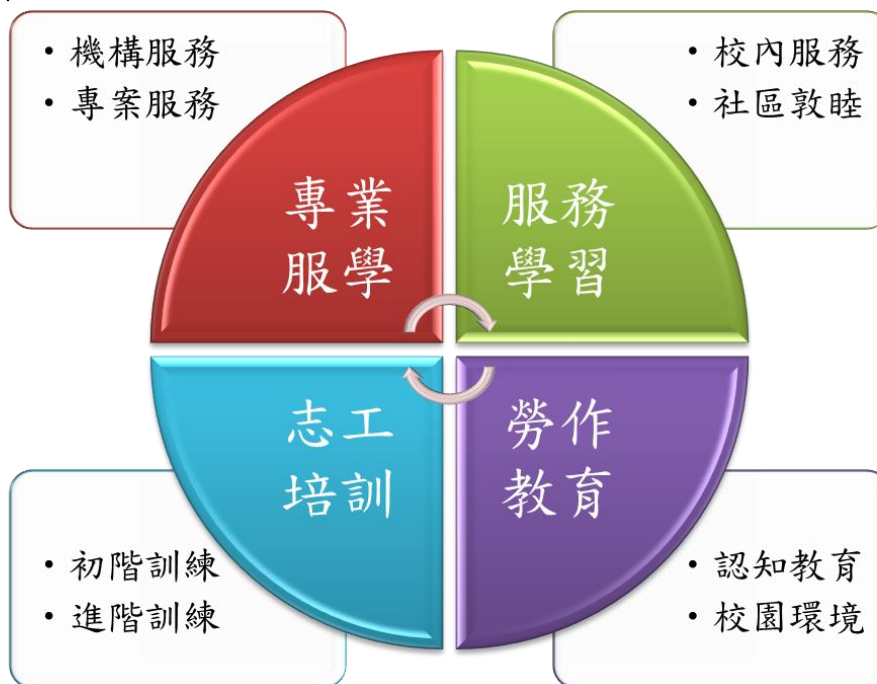 • 機構服務
• 專案服務
• 校內服務
• 社區敦睦
專業
服學
服務
學習
志工
培訓
勞作
教育
• 初階訓練
• 進階訓練
• 認知教育
• 校園環境